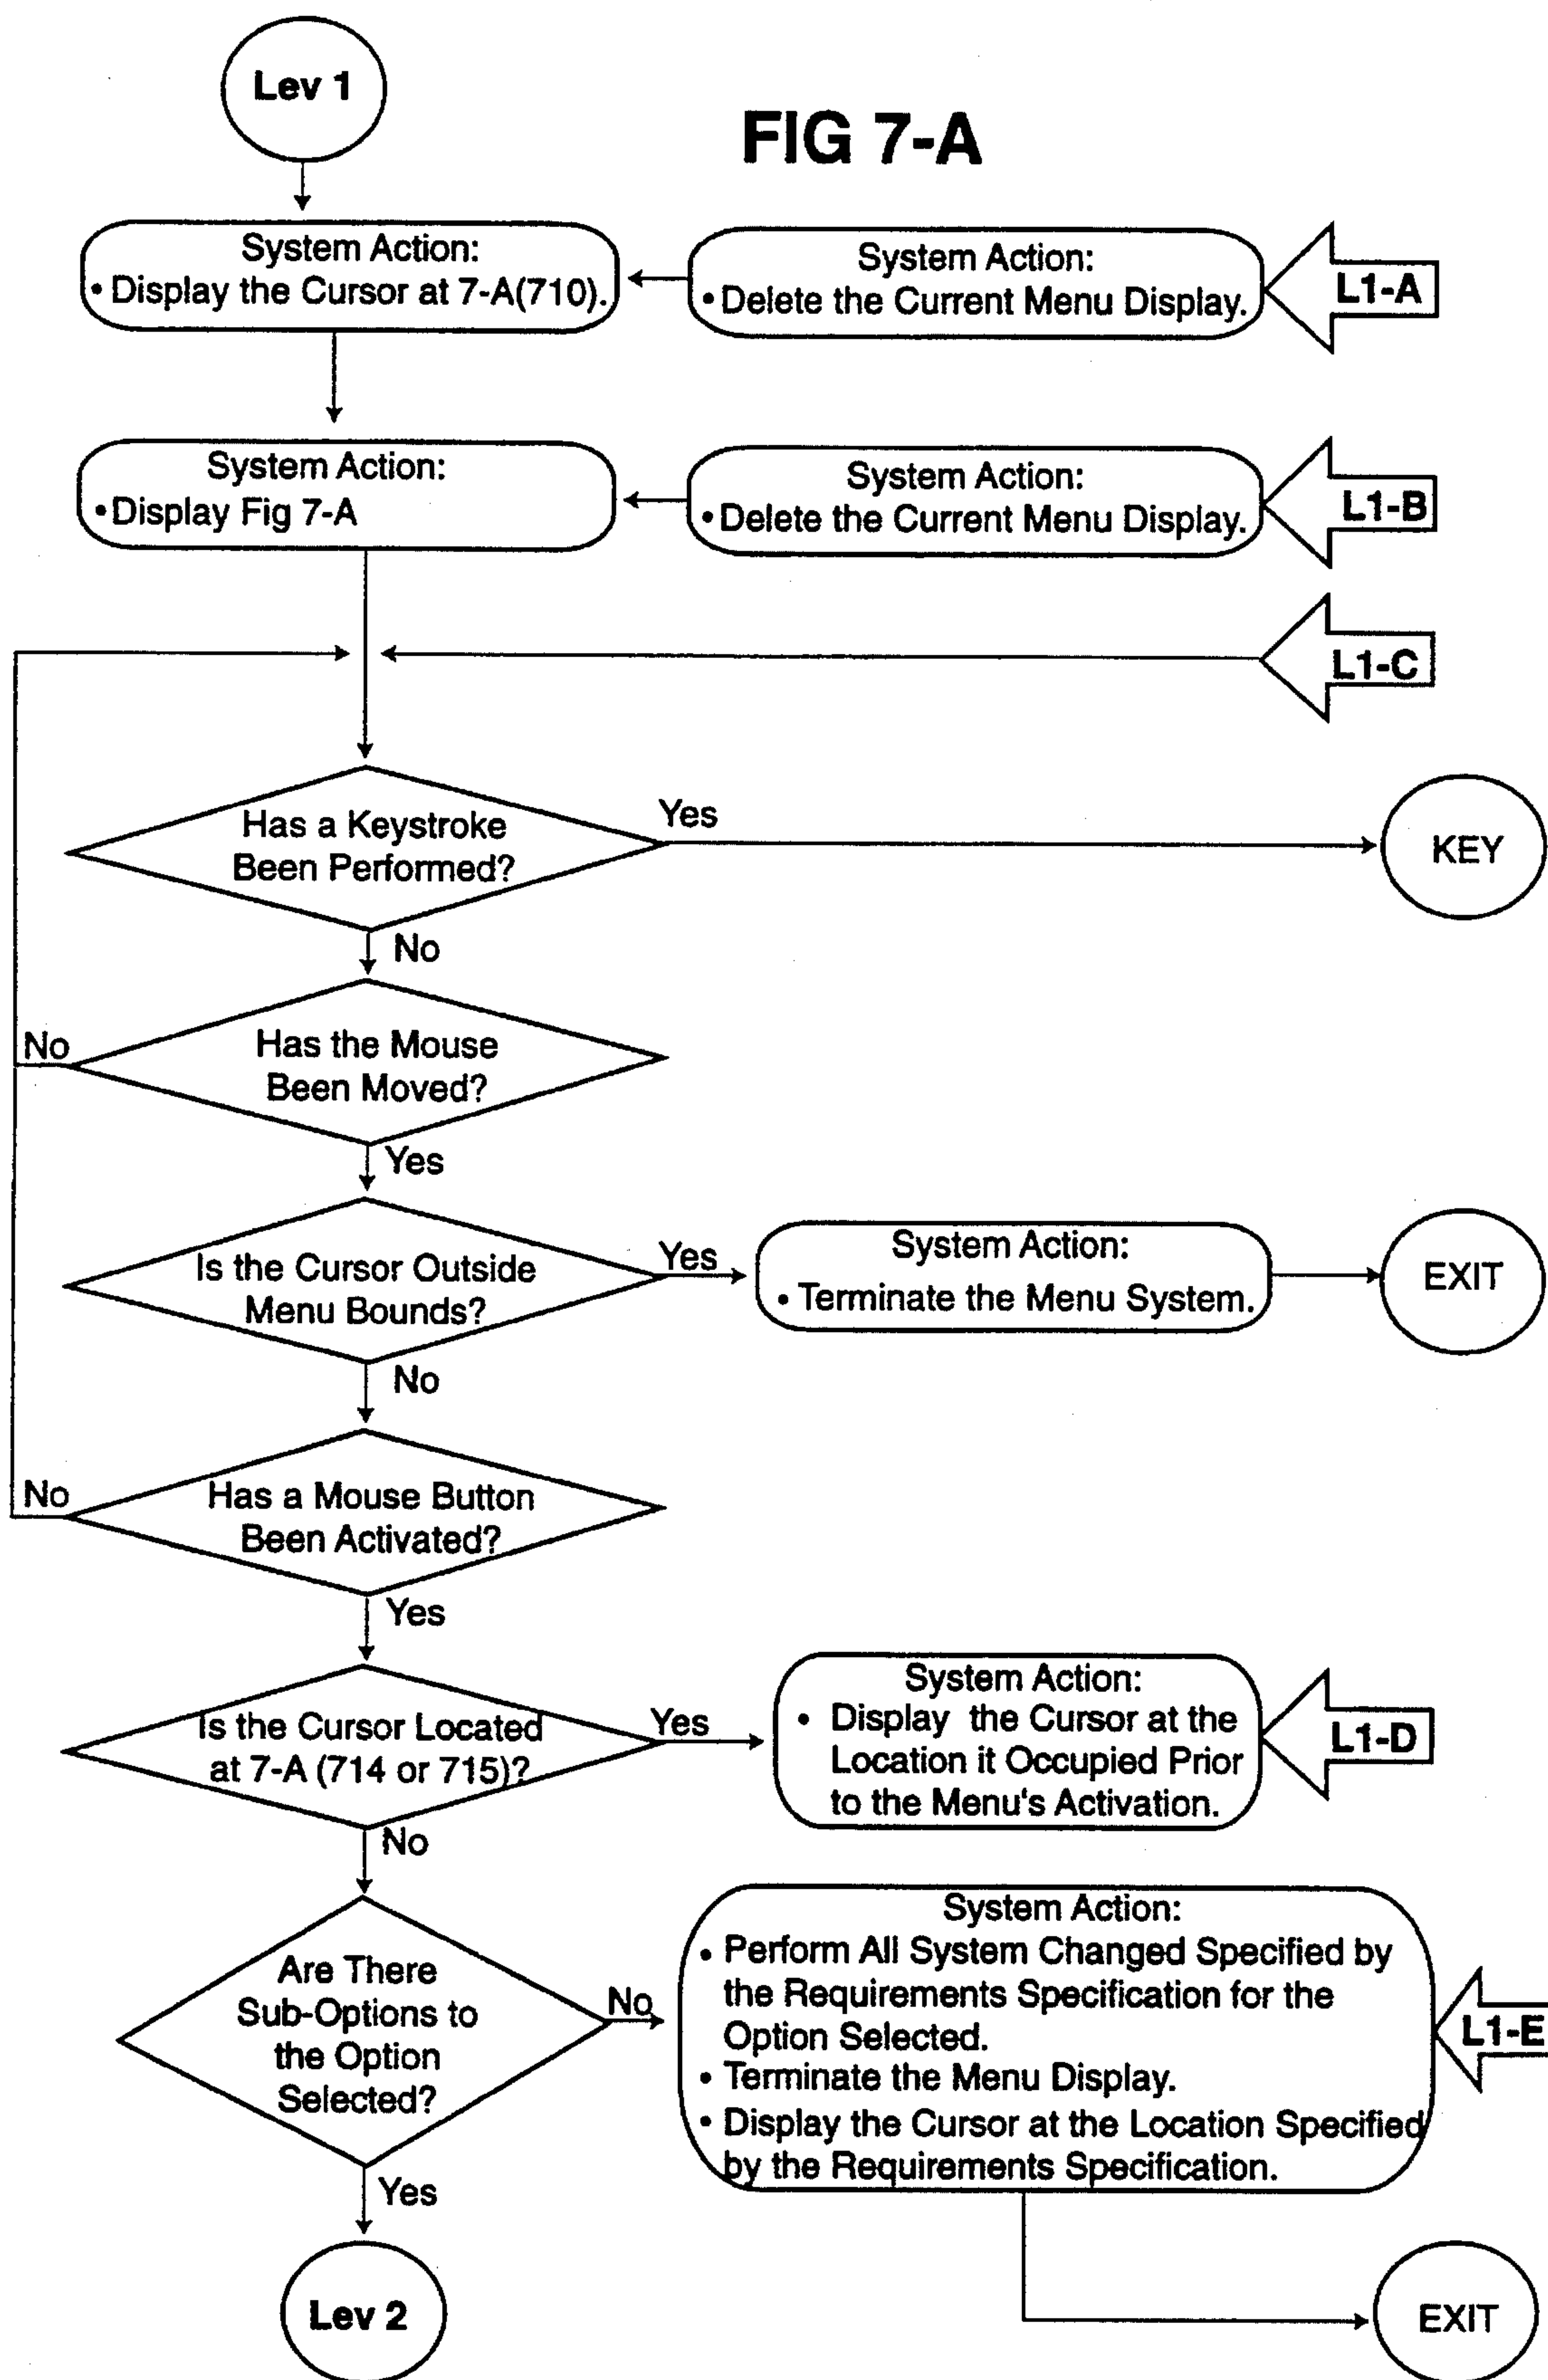 Lev 1
FIG 7-A
System Action:
• Display the Cursor at 7-A(710).
System Action:
• Delete the Current Menu Display.
L1-A
System Action:
• Display Fig 7-A
System Action:
• Delete the Current Menu Display.
L1-B
L1-C
Has a Keystroke
Been Performed?
Yes
KEY
No
Has the Mouse
Been Moved?
No
Yes
Is the Cursor Outside
Menu Bounds?
Yes
System Action:
• Terminate the Menu System.
EXIT
No
Has a Mouse Button
Been Activated?
No
Yes
Is the Cursor Located
at 7-A (714 or 715)?
Yes
System Action:
• Display the Cursor at the
Location it Occupied Prior
to the Menu's Activation.
L1-D
No
Are There
Sub-Options to
the Option
Selected?
No
System Action:
• Perform All System Changed Specified by
the Requirements Specification for the
Option Selected.
• Terminate the Menu Display.
• Display the Cursor at the Location Specified
by the Requirements Specification.
L1-E
Yes
Lev 2
EXIT